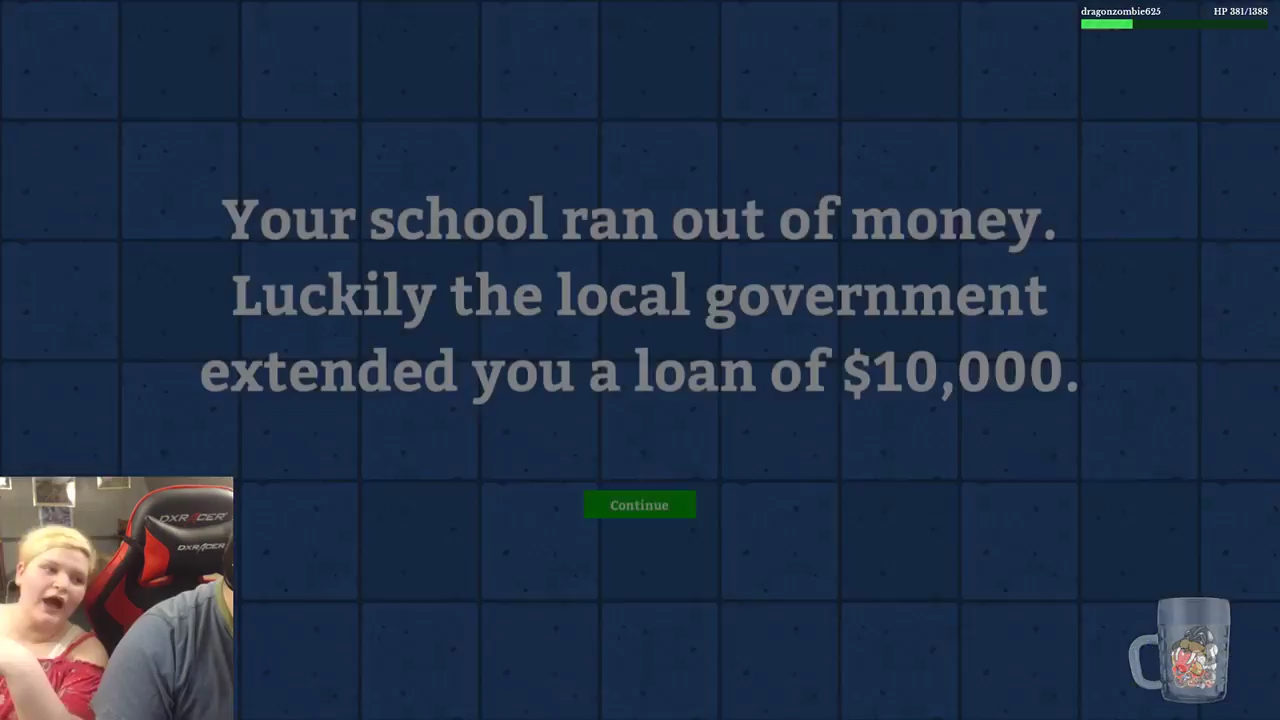 dragonzombie625 HP 381/1388
Your school ran out of money.
Luckily the local government
extended you a loan of $10,000.
Continue
DXRACER
DXRACER